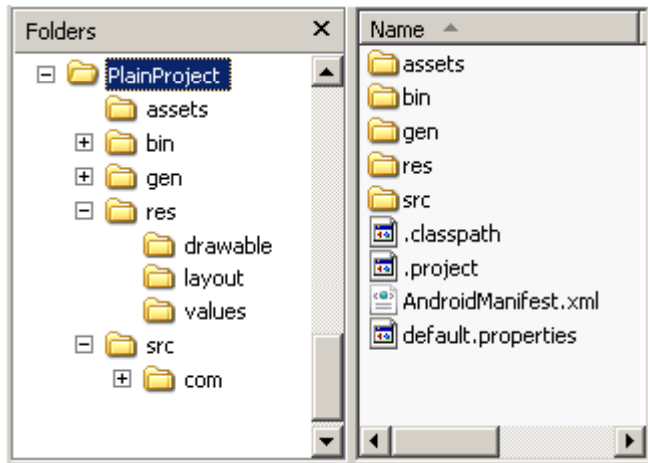 Folders
PlainProject
assets
bin
gen
res
drawable
layout
values
src
com
Name
assets
bin
gen
res
src
.classpath
.project
AndroidManifest.xml
default.properties